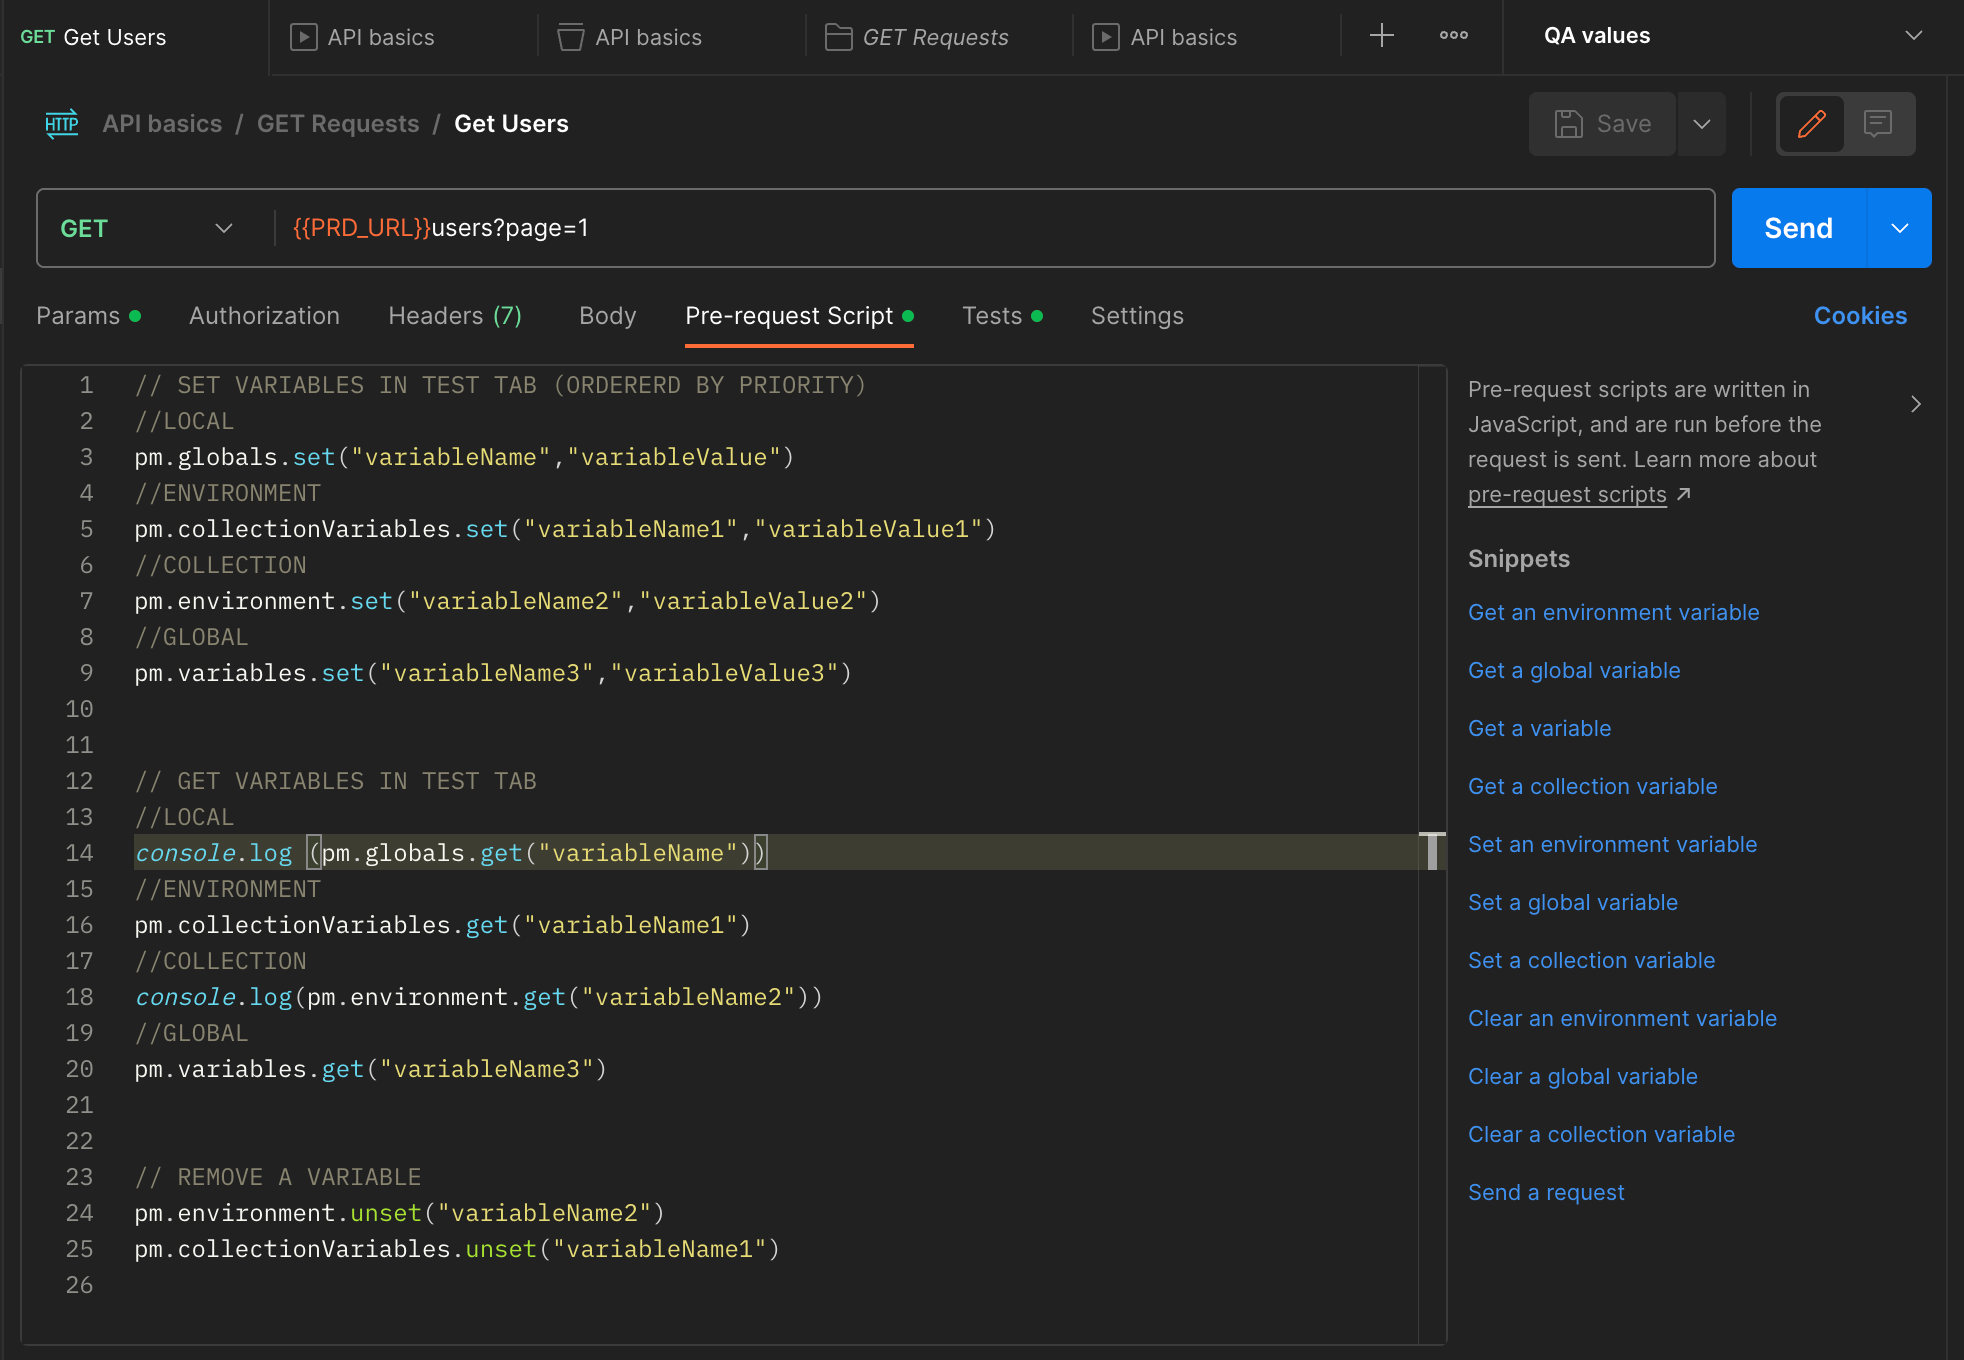 GET Get Users
API basics
API basics
GET Requests
API basics
QA values
HTTP API basics / GET Requests / Get Users
Save
GET
{{PRD_URL}}users?page=1
Send
Params
Authorization
Headers (7)
Body
Pre-request Script
Tests
Settings
Cookies
1 // SET VARIABLES IN TEST TAB (ORDERERD BY PRIORITY)
2 //LOCAL
3 pm.globals.set("variableName","variableValue")
4 //ENVIRONMENT
5 pm.collectionVariables.set("variableName1","variableValue1")
6 //COLLECTION
7 pm.environment.set("variableName2","variableValue2")
8 //GLOBAL
9 pm.variables.set("variableName3","variableValue3")
10
11
12 // GET VARIABLES IN TEST TAB
13 //LOCAL
14 console.log (pm.globals.get("variableName"))
15 //ENVIRONMENT
16 pm.collectionVariables.get("variableName1")
17 //COLLECTION
18 console.log(pm.environment.get("variableName2"))
19 //GLOBAL
20 pm.variables.get("variableName3")
21
22
23 // REMOVE A VARIABLE
24 pm.environment.unset("variableName2")
25 pm.collectionVariables.unset("variableName1")
26
Pre-request scripts are written in
JavaScript, and are run before the
request is sent. Learn more about
pre-request scripts
Snippets
Get an environment variable
Get a global variable
Get a variable
Get a collection variable
Set an environment variable
Set a global variable
Set a collection variable
Clear an environment variable
Clear a global variable
Clear a collection variable
Send a request